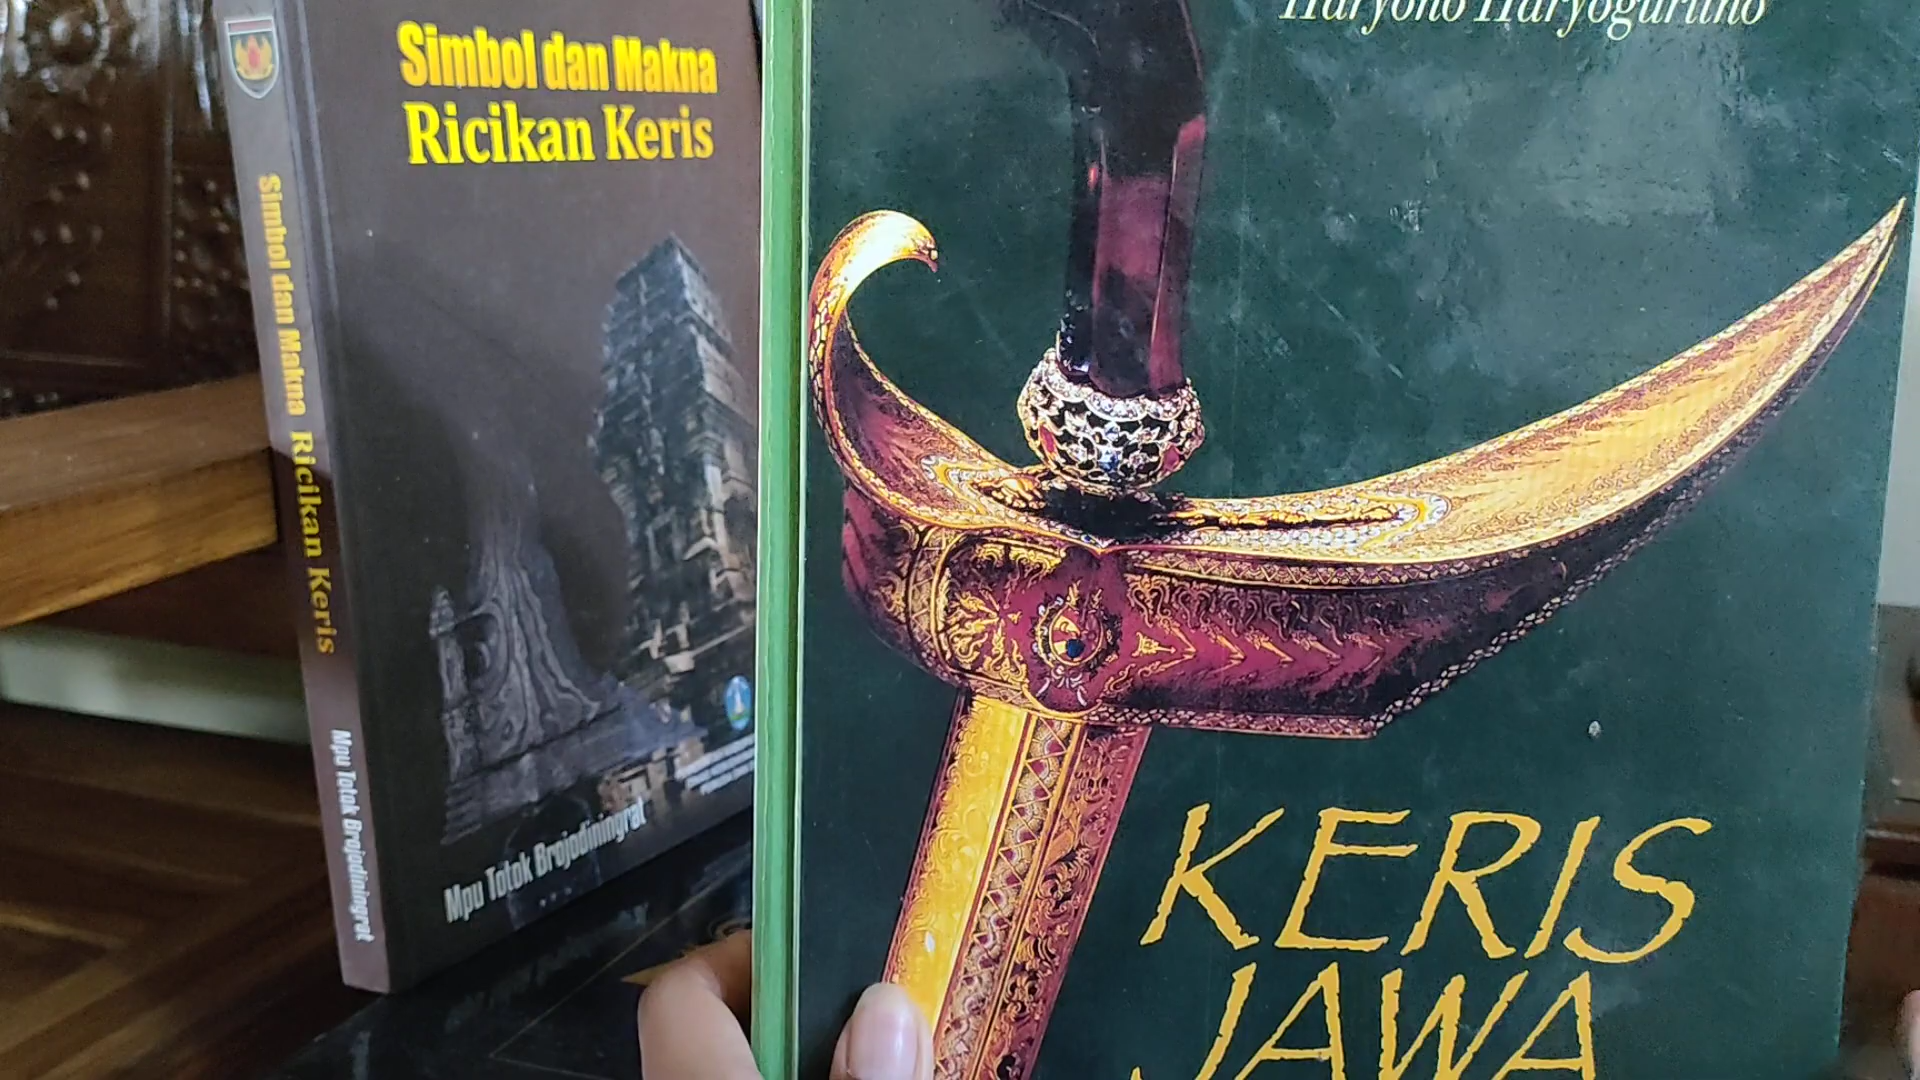 Simbol dan Makna
Ricikan Keris
Simbol dan Makna Ricikan Keris
Mpu Totok Brojodiningrat
Mpu Totok Brojodiningrat
Haryono Haryoguritno
KERIS
JAWA